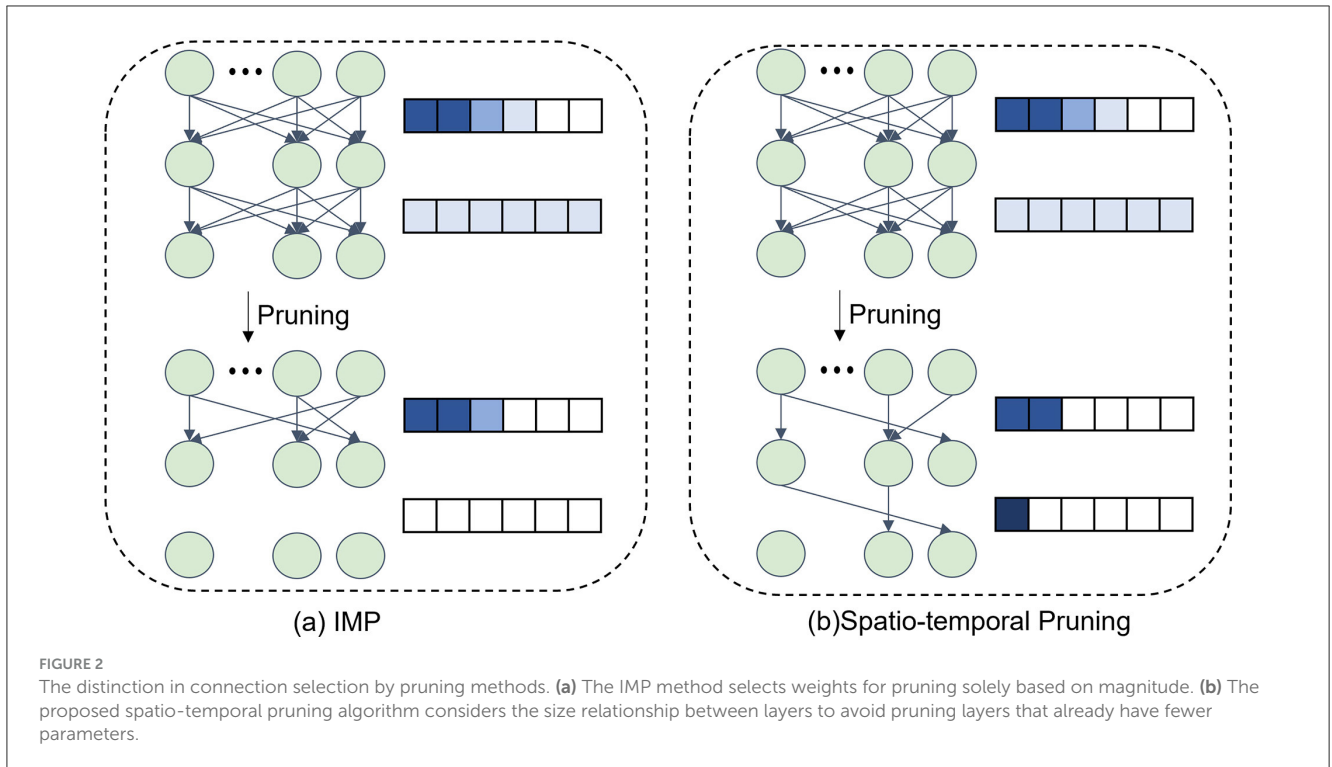 Pruning
Pruning
(a) IMP
(b)Spatio-temporal Pruning
FIGURE 2
The distinction in connection selection by pruning methods. (a) The IMP method selects weights for pruning solely based on magnitude. (b) The
proposed spatio-temporal pruning algorithm considers the size relationship between layers to avoid pruning layers that already have fewer
parameters.